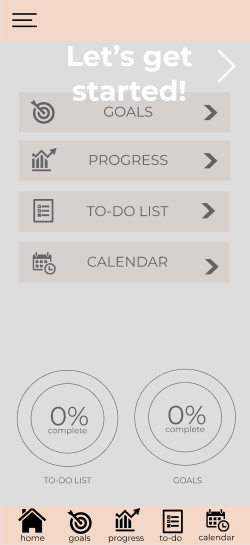 Let's get
started!
GOALS
PROGRESS
TO-DO LIST
CALENDAR
0%
complete
0%
complete
TO-DO LIST
GOALS
home
goals
progress
to-do
calendar